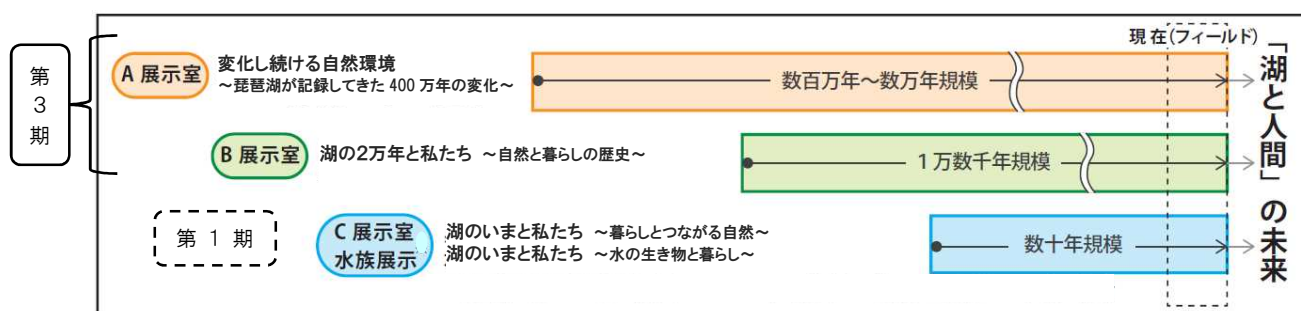 第3期
現在(フィールド)
A 展示室
変化し続ける自然環境
～琵琶湖が記録してきた 400 万年の変化～
数百万年～数万年規模
B 展示室
湖の2万年と私たち ～自然と暮らしの歴史～
1万数千年規模
第 1 期
C 展示室
水族展示
湖のいまと私たち ～暮らしとつながる自然～
湖のいまと私たち ～水の生き物と暮らし～
数十年規模
「湖と人間」の未来